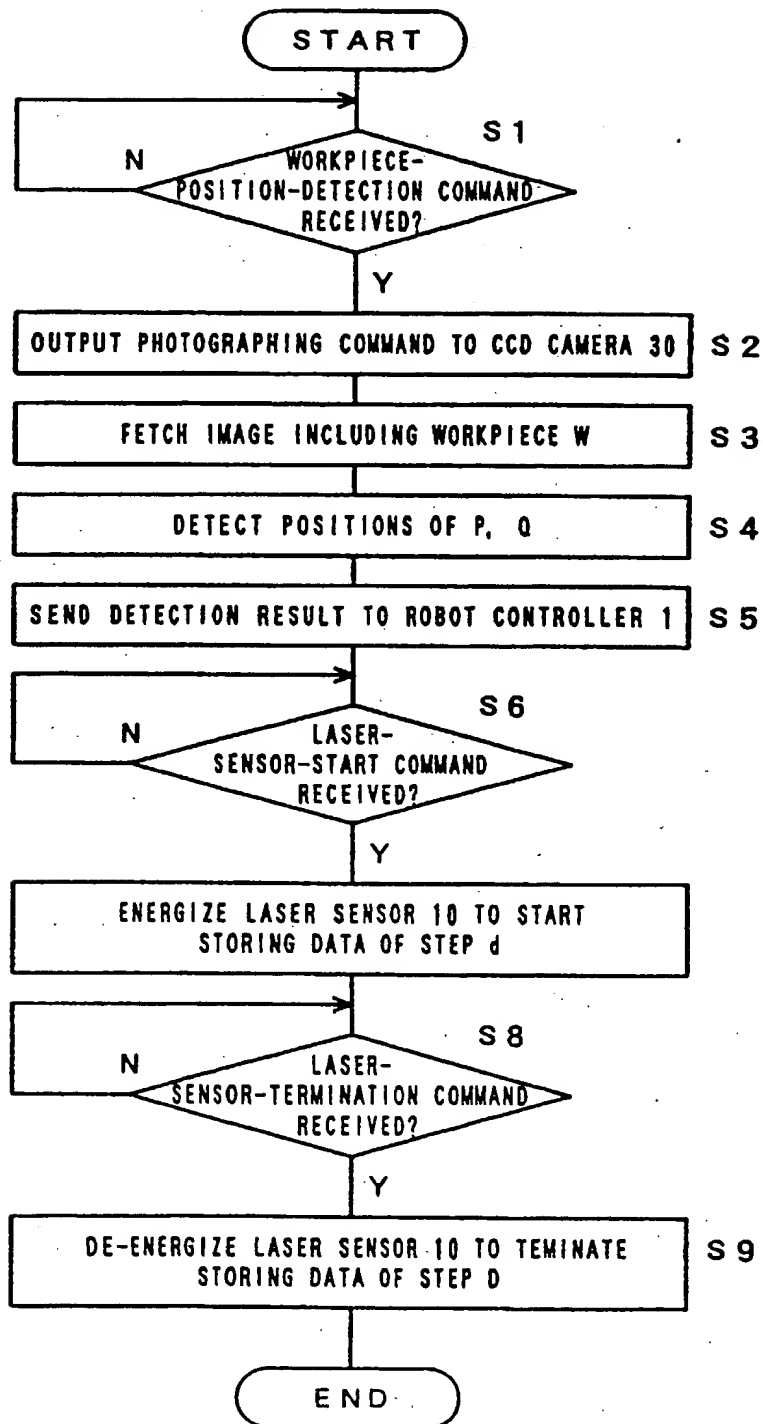 START
S1
N
WORKPIECE-
POSITION-DETECTION COMMAND
RECEIVED?
Y
OUTPUT PHOTOGRAPHING COMMAND TO CCD CAMERA 30
S2
FETCH IMAGE INCLUDING WORKPIECE W
S3
DETECT POSITIONS OF P, Q
S4
SEND DETECTION RESULT TO ROBOT CONTROLLER 1
S5
S6
N
LASER-
SENSOR-START COMMAND
RECEIVED?
Y
ENERGIZE LASER SENSOR 10 TO START
STORING DATA OF STEP d
S8
N
LASER-
SENSOR-TERMINATION COMMAND
RECEIVED?
Y
DE-ENERGIZE LASER SENSOR 10 TO TEMINATE
STORING DATA OF STEP D
S9
END